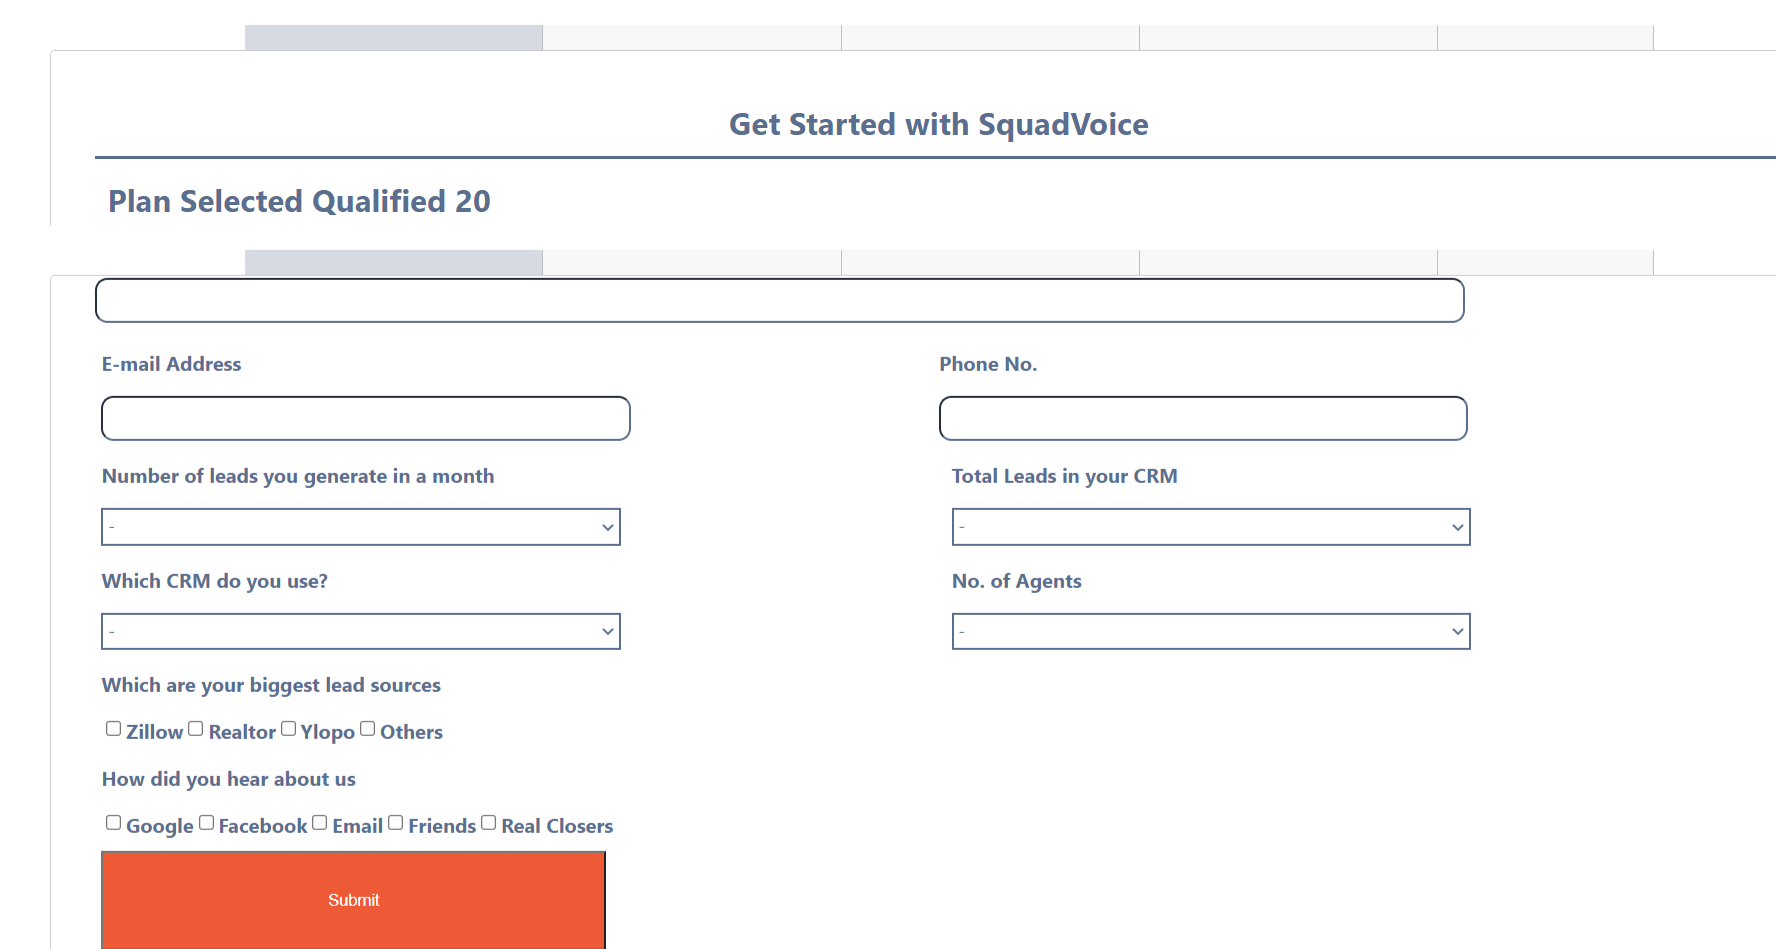 Get Started with SquadVoice
Plan Selected Qualified 20
E-mail Address Phone No.
Number of leads you generate in a month Total Leads in your CRM
- -
Which CRM do you use? No. of Agents
- -
Which are your biggest lead sources
Zillow Realtor Ylopo Others
How did you hear about us
Google Facebook Email Friends Real Closers
Submit